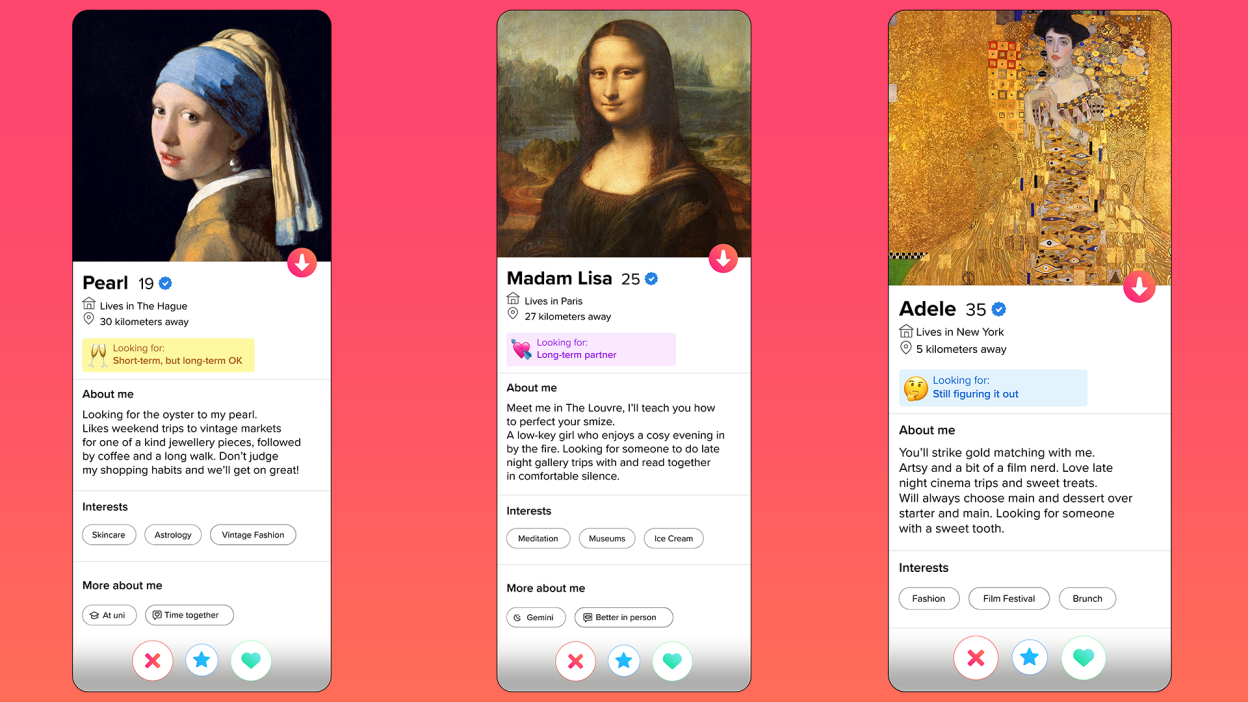 Pearl 19
Lives in The Hague
30 kilometers away
Looking for:
Short-term, but long-term OK
About me
Looking for the oyster to my pearl.
Likes weekend trips to vintage markets
for one of a kind jewellery pieces, followed
by coffee and a long walk. Don’t judge
my shopping habits and we’ll get on great!
Interests
Skincare
Astrology
Vintage Fashion
More about me
At uni
Time together
Madam Lisa 25
Lives in Paris
27 kilometers away
Looking for:
Long-term partner
About me
Meet me in The Louvre, I’ll teach you how
to perfect your smize.
A low-key girl who enjoys a cosy evening in
by the fire. Looking for someone to do late
night gallery trips with and read together
in comfortable silence.
Interests
Meditation
Museums
Ice Cream
More about me
Gemini
Better in person
Adele 35
Lives in New York
5 kilometers away
Looking for:
Still figuring it out
About me
You’ll strike gold matching with me.
Artsy and a bit of a film nerd. Love late
night cinema trips and sweet treats.
Will always choose main and dessert over
starter and main. Looking for someone
with a sweet tooth.
Interests
Fashion
Film Festival
Brunch